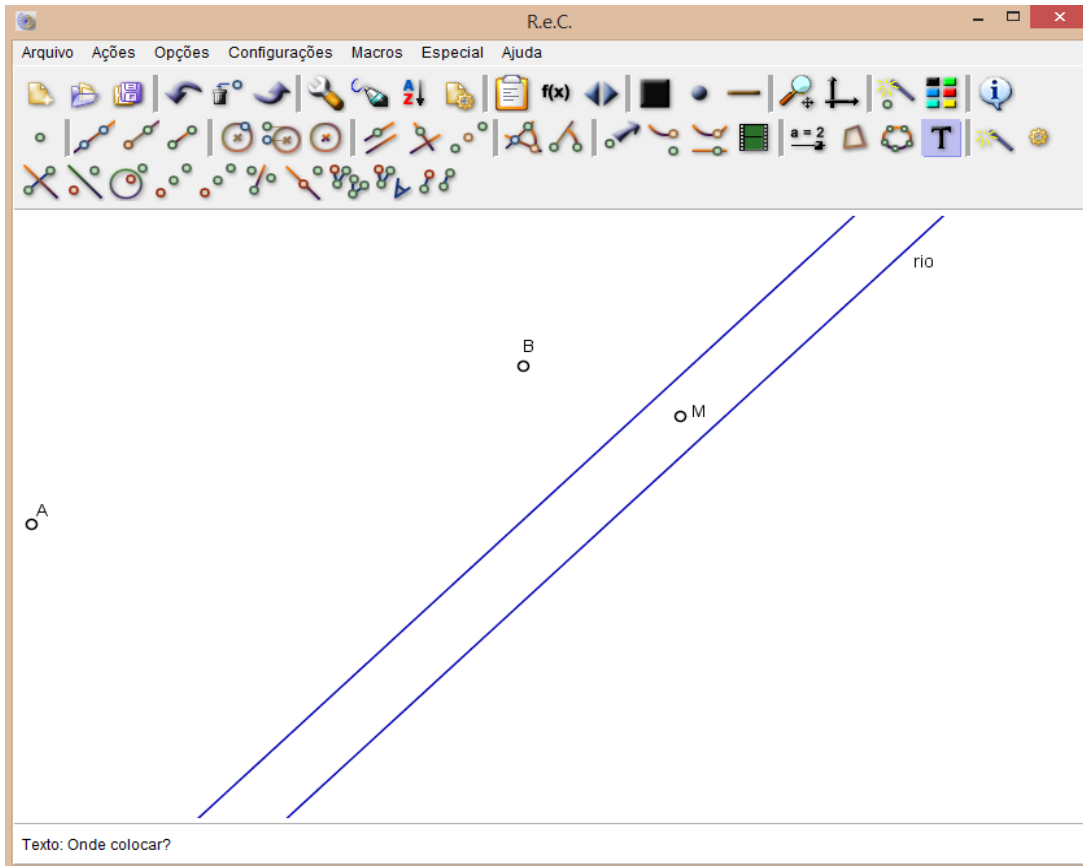 R.e.C.
Arquivo Ações Opções Configurações Macros Especial Ajuda
f(x)
a = 2
T
A
Z
rio
B
M
A
Texto: Onde colocar?